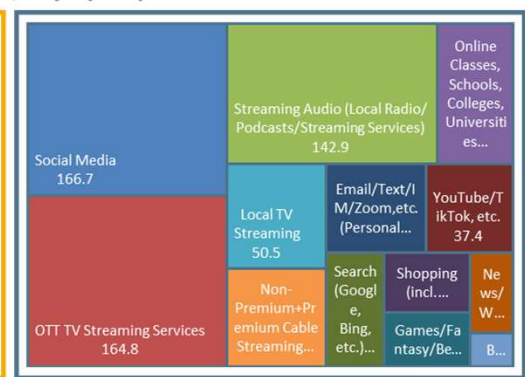 Social Media
166.7
OTT TV Streaming Services
164.8
Streaming Audio (Local Radio/
Podcasts/Streaming Services)
142.9
Online
Classes,
Schools,
Colleges,
Universiti
es...
Local TV
Streaming
50.5
Non-
Premium+Pr
emium Cable
Streaming...
Email/Text/I
M/Zoom,etc.
(Personal...
YouTube/T
ikTok, etc.
37.4
Search
(Googl
e,
Bing,
etc.)...
Shopping
(incl....
Games/Fa
ntasy/Be...
Ne
ws/
W...
B...